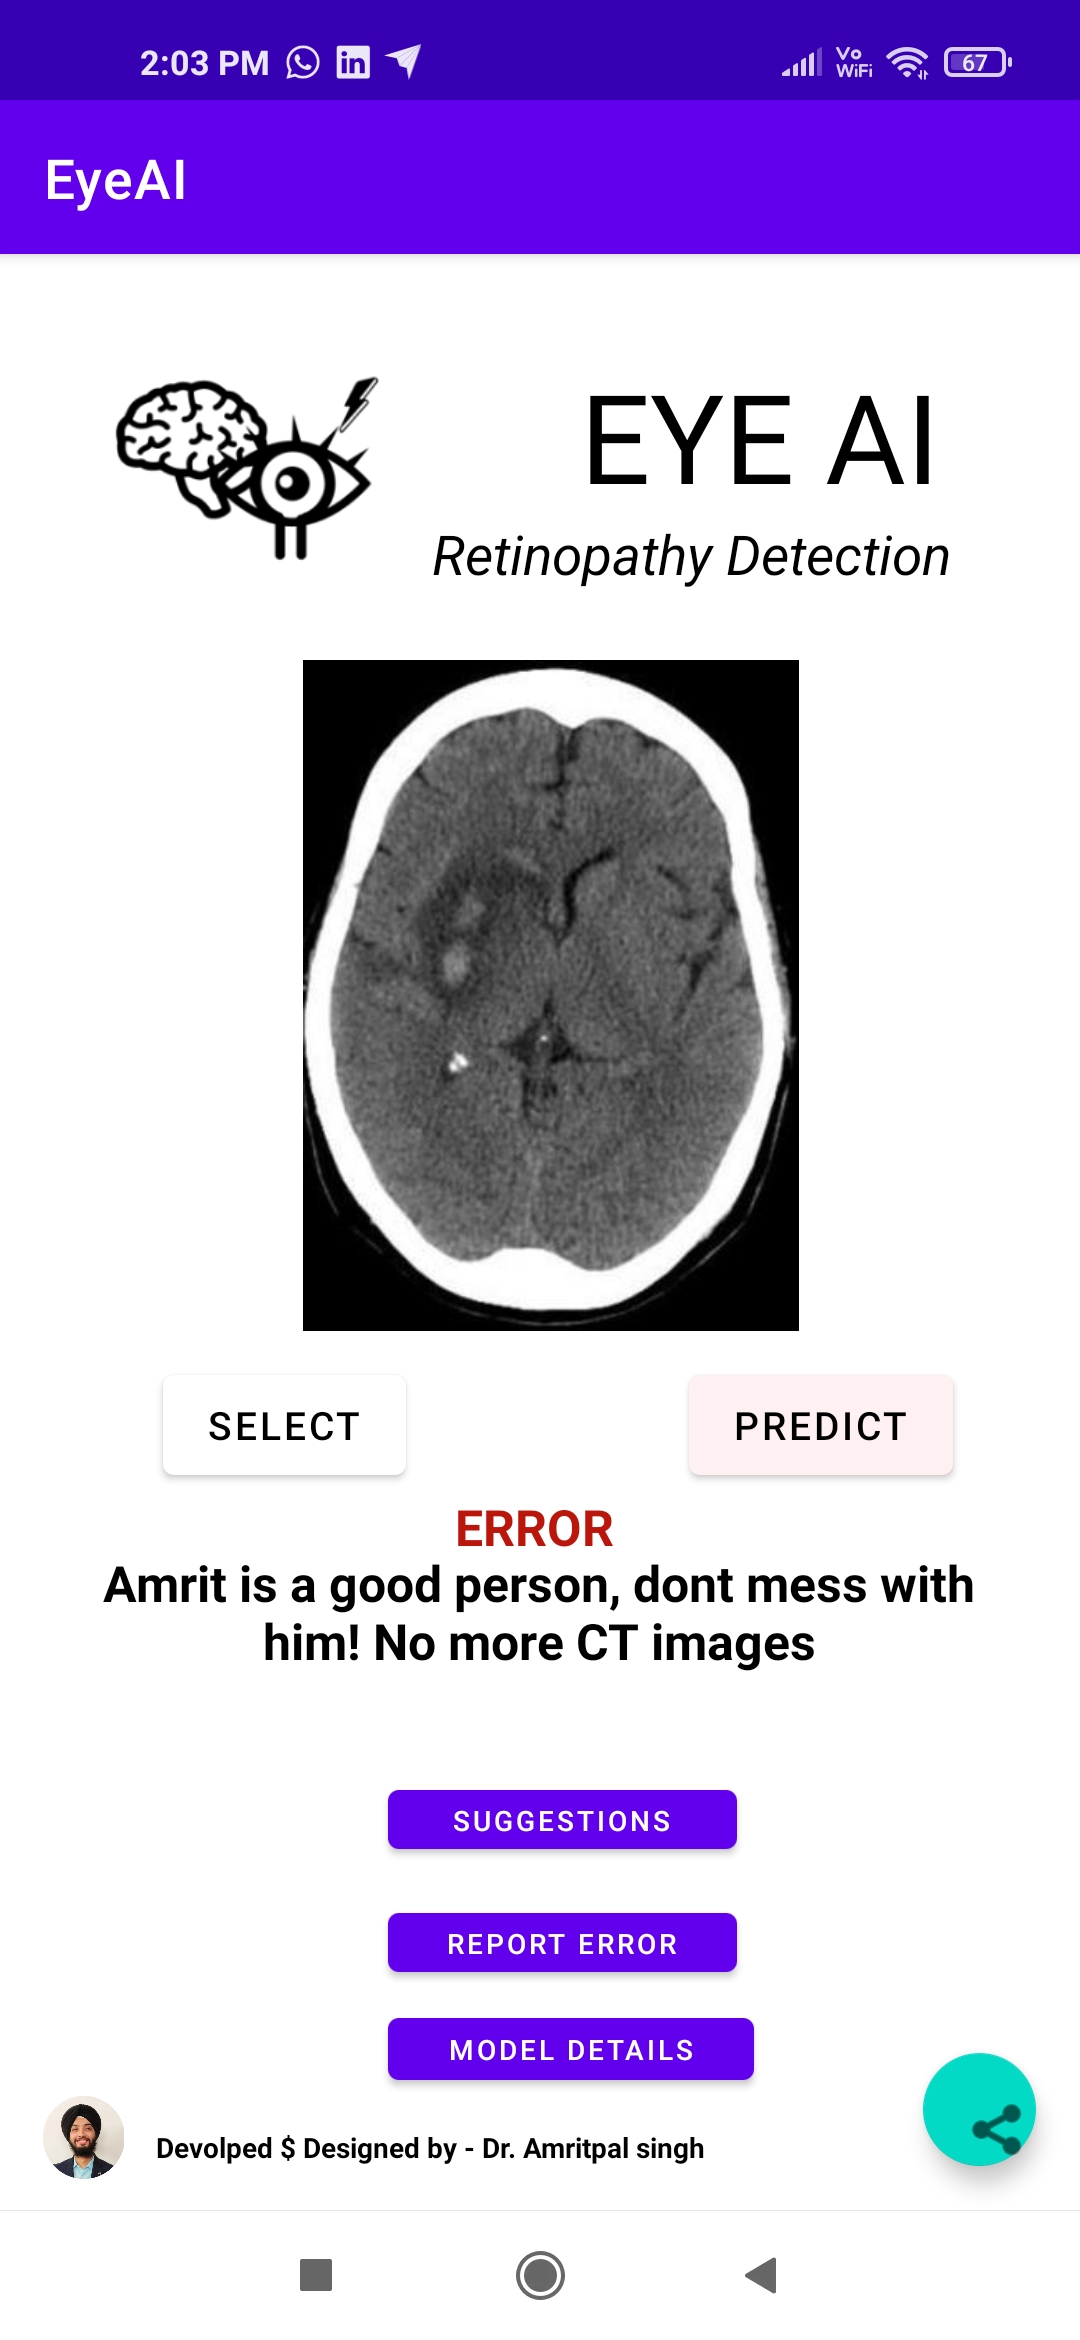 2:03 PM
Vo
WiFi
67
EyeAI
EYE AI
Retinopathy Detection
SELECT
PREDICT
ERROR
Amrit is a good person, dont mess with
him! No more CT images
SUGGESTIONS
REPORT ERROR
MODEL DETAILS
Devolped $ Designed by - Dr. Amritpal singh